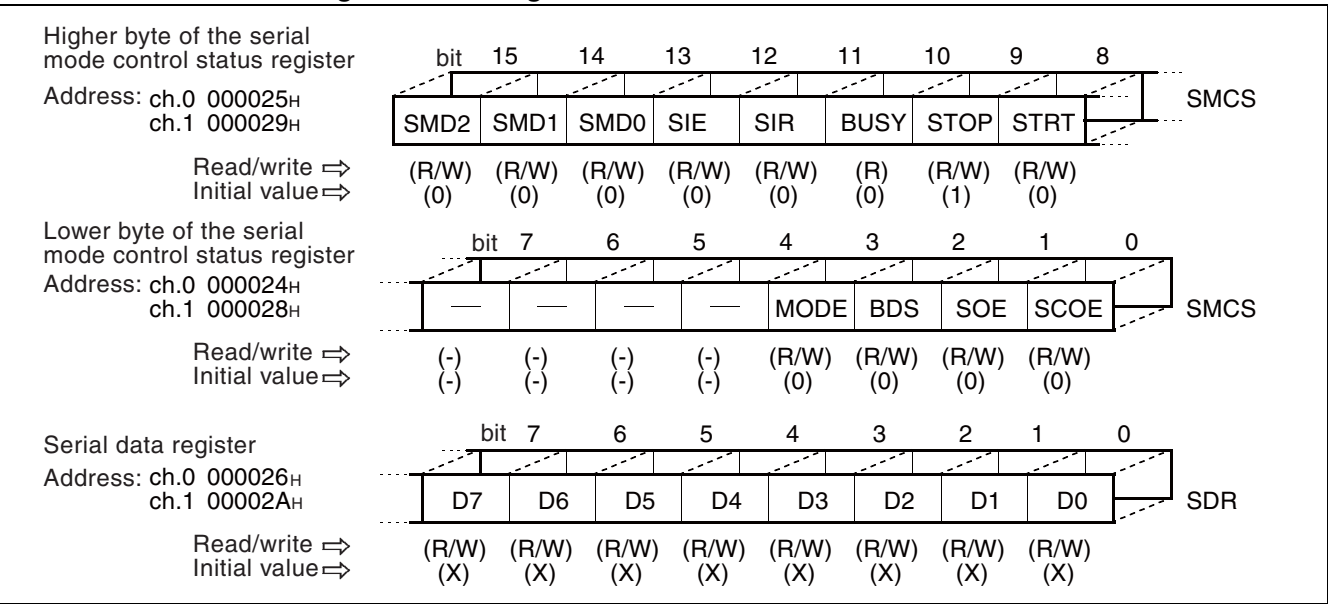 Higher byte of the serial
mode control status register
bit 15 14 13 12 11 10 9 8
Address: ch.0 000025H
ch.1 000029H
SMD2 SMD1 SMD0 SIE SIR BUSY STOP STRT
SMCS
Read/write ⇨ (R/W) (R/W) (R/W) (R/W) (R/W) (R) (R/W) (R/W)
Initial value ⇨ (0) (0) (0) (0) (0) (0) (1) (0)
Lower byte of the serial
mode control status register
bit 7 6 5 4 3 2 1 0
Address: ch.0 000024H
ch.1 000028H
— — — — MODE BDS SOE SCOE
SMCS
Read/write ⇨ (-) (-) (-) (-) (R/W) (R/W) (R/W) (R/W)
Initial value ⇨ (-) (-) (-) (-) (0) (0) (0) (0)
bit 7 6 5 4 3 2 1 0
Serial data register
Address: ch.0 000026H
ch.1 00002AH
D7 D6 D5 D4 D3 D2 D1 D0
SDR
Read/write ⇨ (R/W) (R/W) (R/W) (R/W) (R/W) (R/W) (R/W) (R/W)
Initial value ⇨ (X) (X) (X) (X) (X) (X) (X) (X)